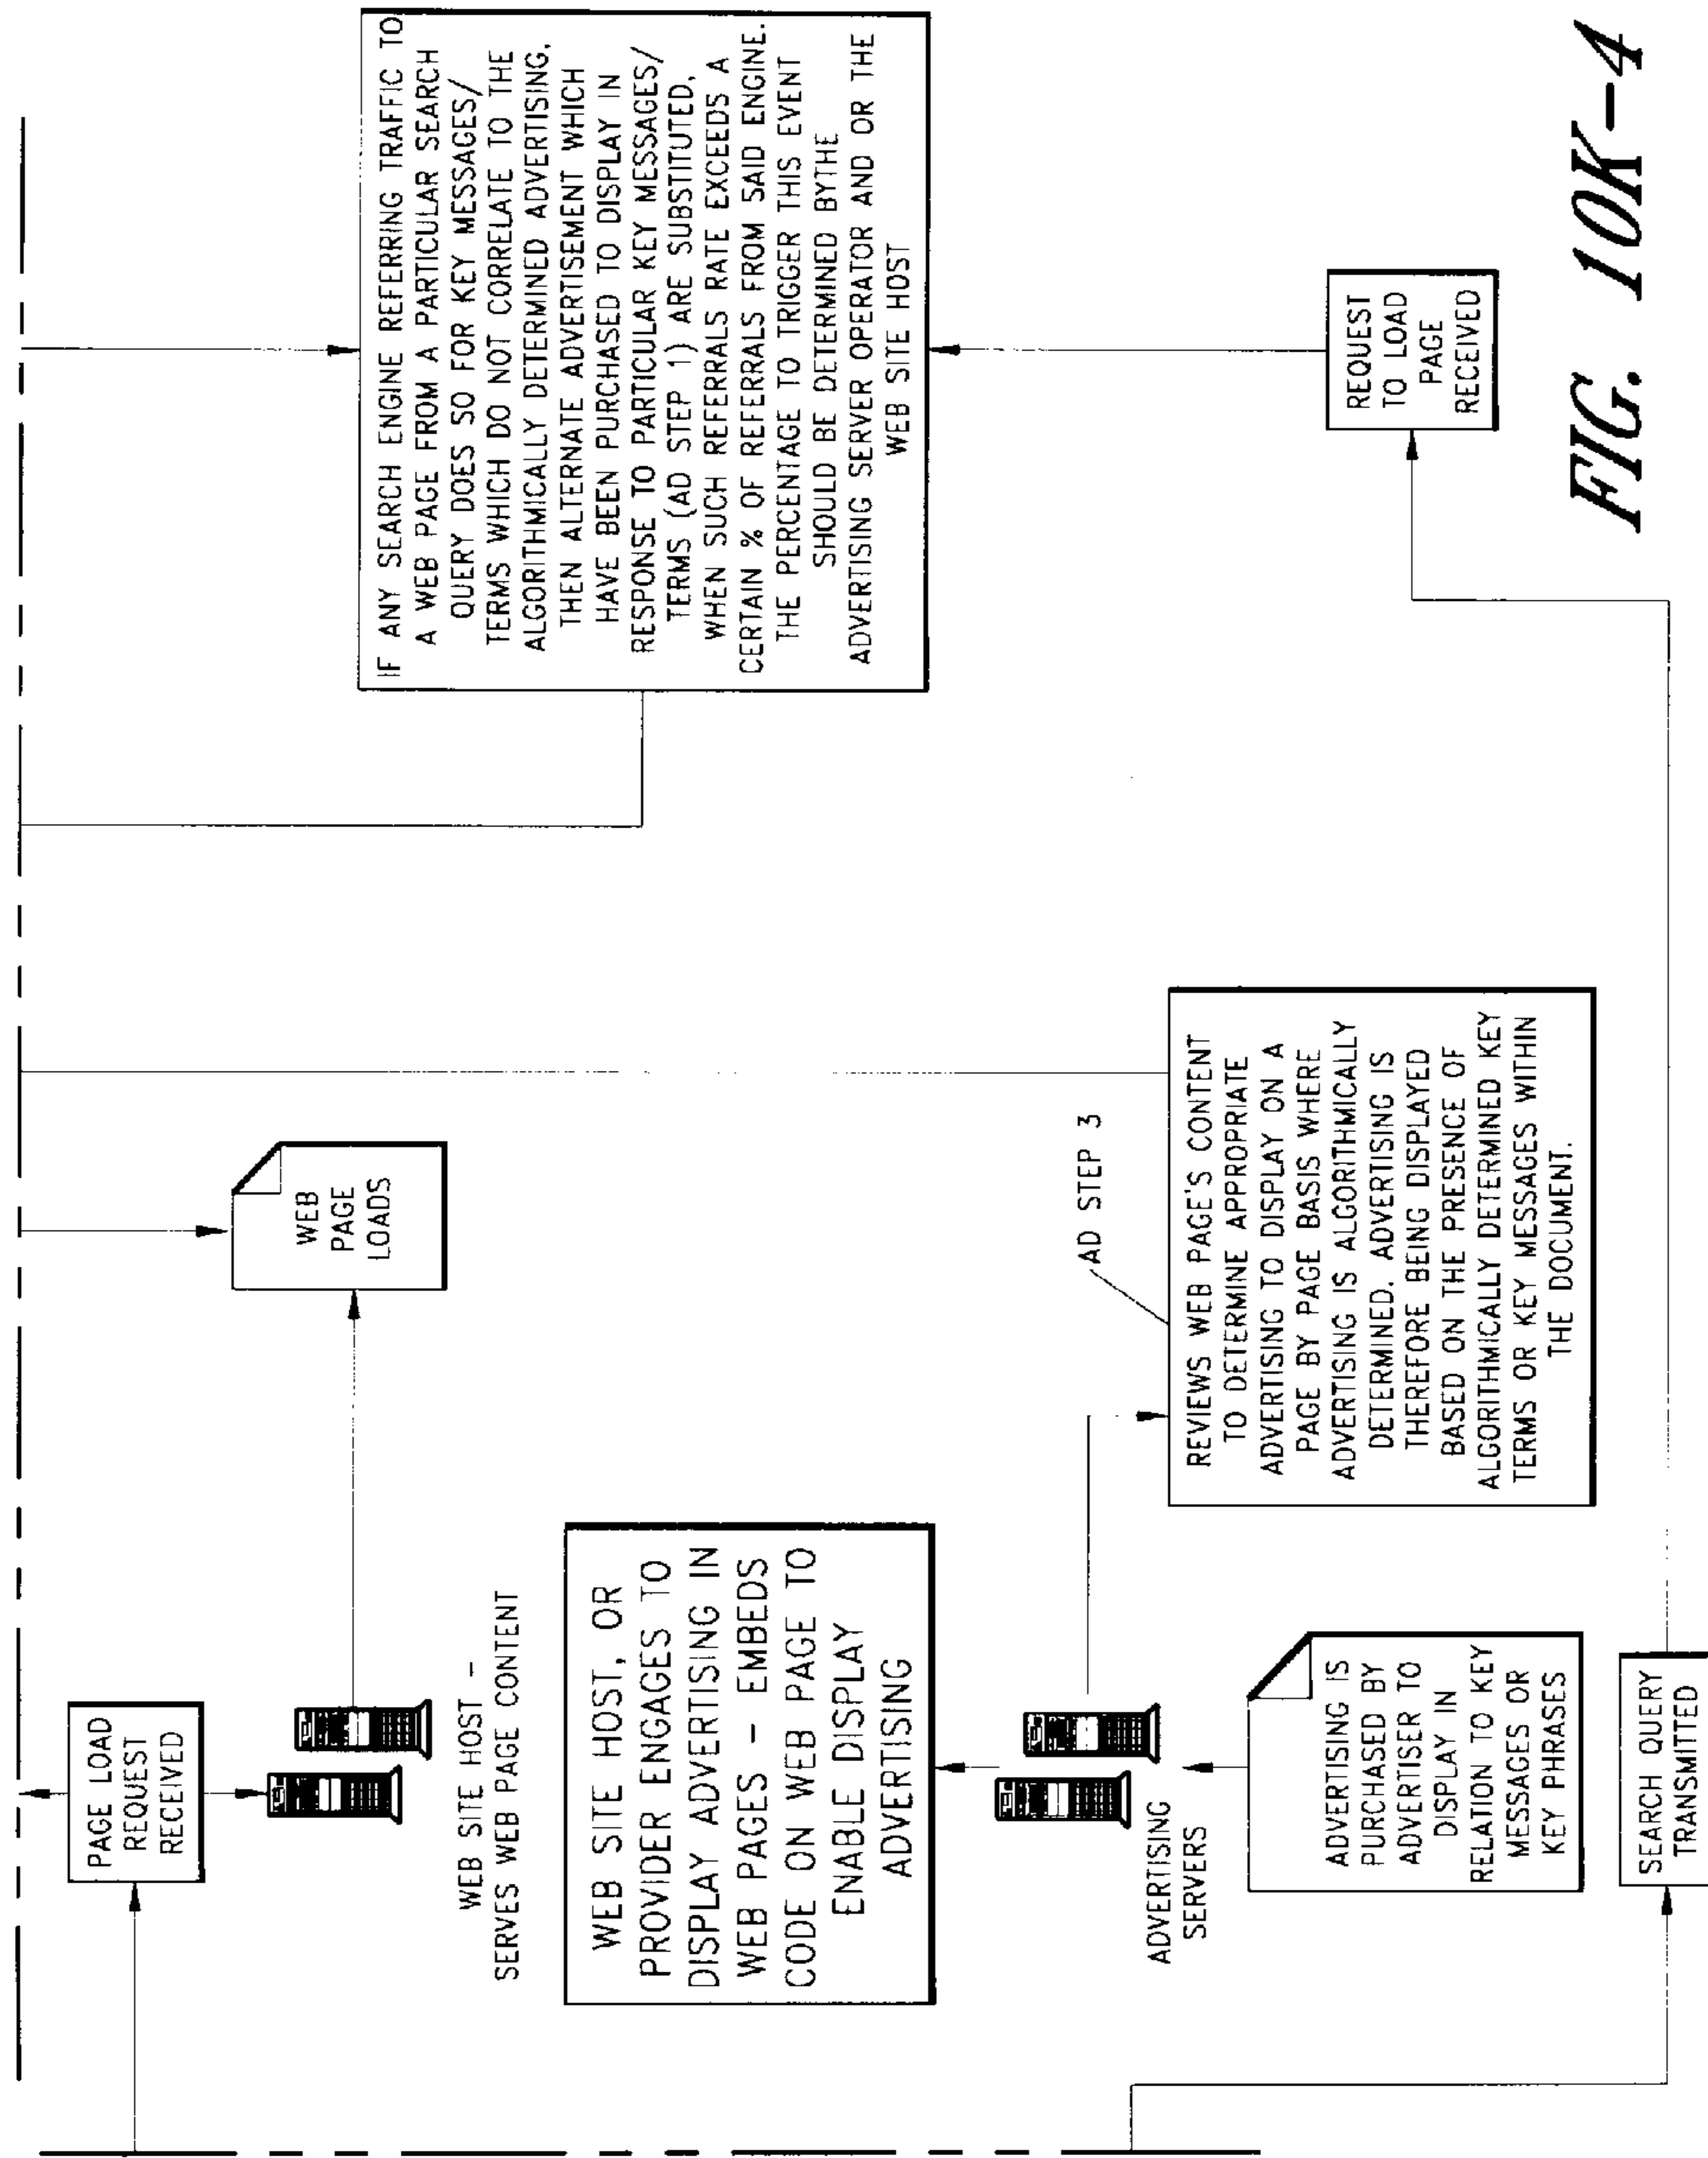 PAGE LOAD
REQUEST
RECEIVED
WEB SITE HOST –
SERVES WEB PAGE CONTENT
WEB
PAGE
LOADS
IF ANY SEARCH ENGINE REFERRING TRAFFIC TO
A WEB PAGE FROM A PARTICULAR SEARCH
QUERY DOES SO FOR KEY MESSAGES/
TERMS WHICH DO NOT CORRELATE TO THE
ALGORITHMICALLY DETERMINED ADVERTISING,
THEN ALTERNATE ADVERTISEMENT WHICH
HAVE BEEN PURCHASED TO DISPLAY IN
RESPONSE TO PARTICULAR KEY MESSAGES/
TERMS (AD STEP 1) ARE SUBSTITUTED,
WHEN SUCH REFERRALS RATE EXCEEDS A
CERTAIN % OF REFERRALS FROM SAID ENGINE.
THE PERCENTAGE TO TRIGGER THIS EVENT
SHOULD BE DETERMINED BYTHE
ADVERTISING SERVER OPERATOR AND OR THE
WEB SITE HOST
WEB SITE HOST, OR
PROVIDER ENGAGES TO
DISPLAY ADVERTISING IN
WEB PAGES – EMBEDS
CODE ON WEB PAGE TO
ENABLE DISPLAY
ADVERTISING
ADVERTISING
SERVERS
AD STEP 3
REVIEWS WEB PAGE'S CONTENT
TO DETERMINE APPROPRIATE
ADVERTISING TO DISPLAY ON A
PAGE BY PAGE BASIS WHERE
ADVERTISING IS ALGORITHMICALLY
DETERMINED. ADVERTISING IS
THEREFORE BEING DISPLAYED
BASED ON THE PRESENCE OF
ALGORITHMICALLY DETERMINED KEY
TERMS OR KEY MESSAGES WITHIN
THE DOCUMENT.
ADVERTISING IS
PURCHASED BY
ADVERTISER TO
DISPLAY IN
RELATION TO KEY
MESSAGES OR
KEY PHRASES
SEARCH QUERY
TRANSMITTED
REQUEST
TO LOAD
PAGE
RECEIVED
FIG. 10K-4